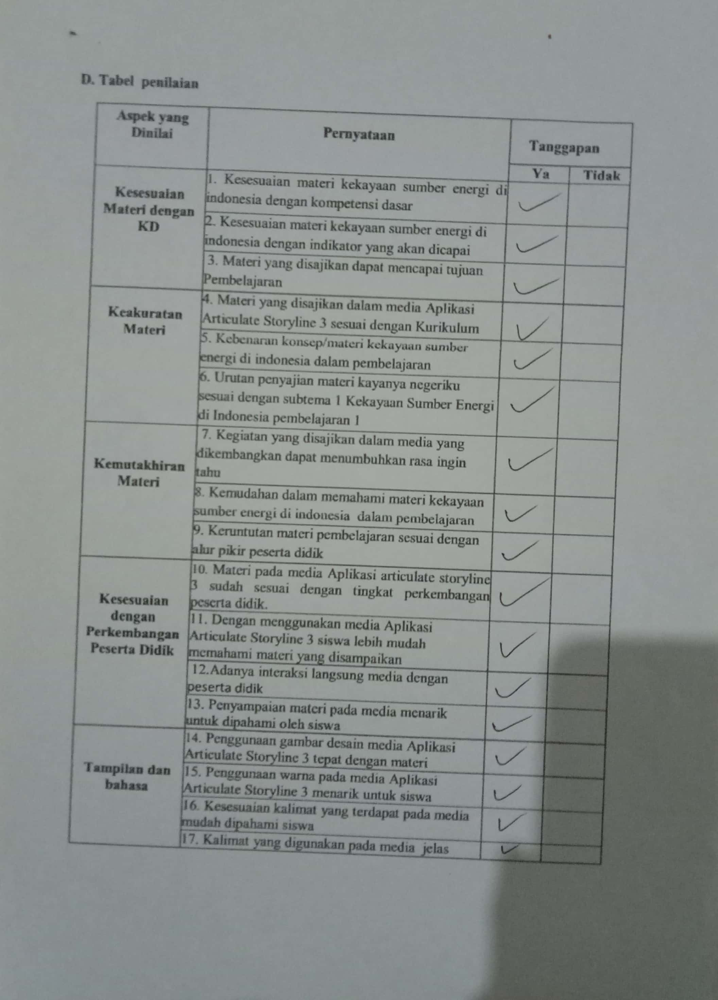 D. Tabel penilaian
Aspek yang
Dinilai
Pernyataan
Tanggapan
Ya Tidak
Kesesuaian
Materi dengan
KD
1. Kesesuaian materi kekayaan sumber energi di
indonesia dengan kompetensi dasar
2. Kesesuaian materi kekayaan sumber energi di
indonesia dengan indikator yang akan dicapai
3. Materi yang disajikan dapat mencapai tujuan
Pembelajaran
Keakuratan
Materi
4. Materi yang disajikan dalam media Aplikasi
Articulate Storyline 3 sesuai dengan Kurikulum
5. Kebenaran konsep/materi kekayaan sumber
energi di indonesia dalam pembelajaran
6. Urutan penyajian materi kayanya negeriku
sesuai dengan subtema 1 Kekayaan Sumber Energi
di Indonesia pembelajaran 1
Kemutakhiran
Materi
7. Kegiatan yang disajikan dalam media yang
dikembangkan dapat menumbuhkan rasa ingin
tahu
8. Kemudahan dalam memahami materi kekayaan
sumber energi di indonesia dalam pembelajaran
9. Keruntutan materi pembelajaran sesuai dengan
alur pikir peserta didik
Kesesuaian
dengan
Perkembangan
Peserta Didik
10. Materi pada media Aplikasi articulate storyline
3 sudah sesuai dengan tingkat perkembangan
peserta didik.
11. Dengan menggunakan media Aplikasi
Articulate Storyline 3 siswa lebih mudah
memahami materi yang disampaikan
12.Adanya interaksi langsung media dengan
peserta didik
13. Penyampaian materi pada media menarik
untuk dipahami oleh siswa
Tampilan dan
bahasa
14. Penggunaan gambar desain media Aplikasi
Articulate Storyline 3 tepat dengan materi
15. Penggunaan warna pada media Aplikasi
Articulate Storyline 3 menarik untuk siswa
16. Kesesuaian kalimat yang terdapat pada media
mudah dipahami siswa
17. Kalimat yang digunakan pada media jelas